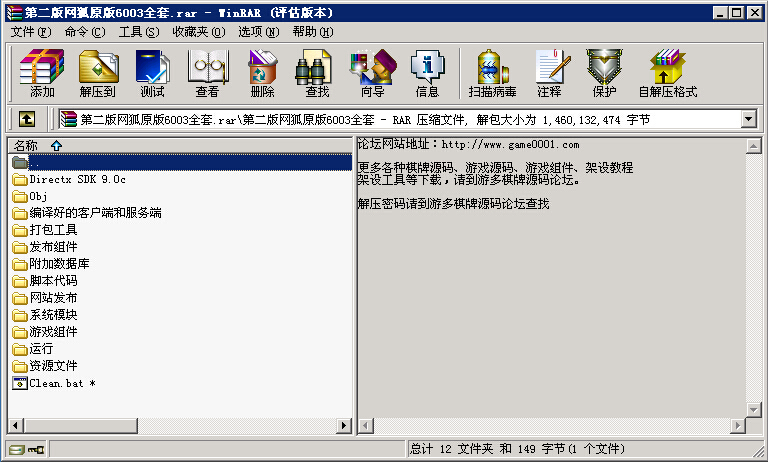 第二版网狐原版6003全套.rar - WinRAR (评估版本)
文件(F) 命令(C) 工具(S) 收藏夹(O) 选项(N) 帮助(H)
添加 解压到 测试 查看 删除 查找 向导 信息 扫描病毒 注释 保护 自解压格式
第二版网狐原版6003全套.rar\第二版网狐原版6003全套 - RAR 压缩文件, 解包大小为 1,460,132,474 字节
名称
..
Directx SDK 9.0c
Obj
编译好的客户端和服务端
打包工具
发布组件
附加数据库
脚本代码
网站发布
系统模块
游戏组件
运行
资源文件
Clean.bat *
论坛网站地址：http://www.game0001.com
更多各种棋牌源码、游戏源码、游戏组件、架设教程
架设工具等下载，请到游多棋牌源码论坛。
解压密码请到游多棋牌源码论坛查找
总计 12 文件夹 和 149 字节(1 个文件)